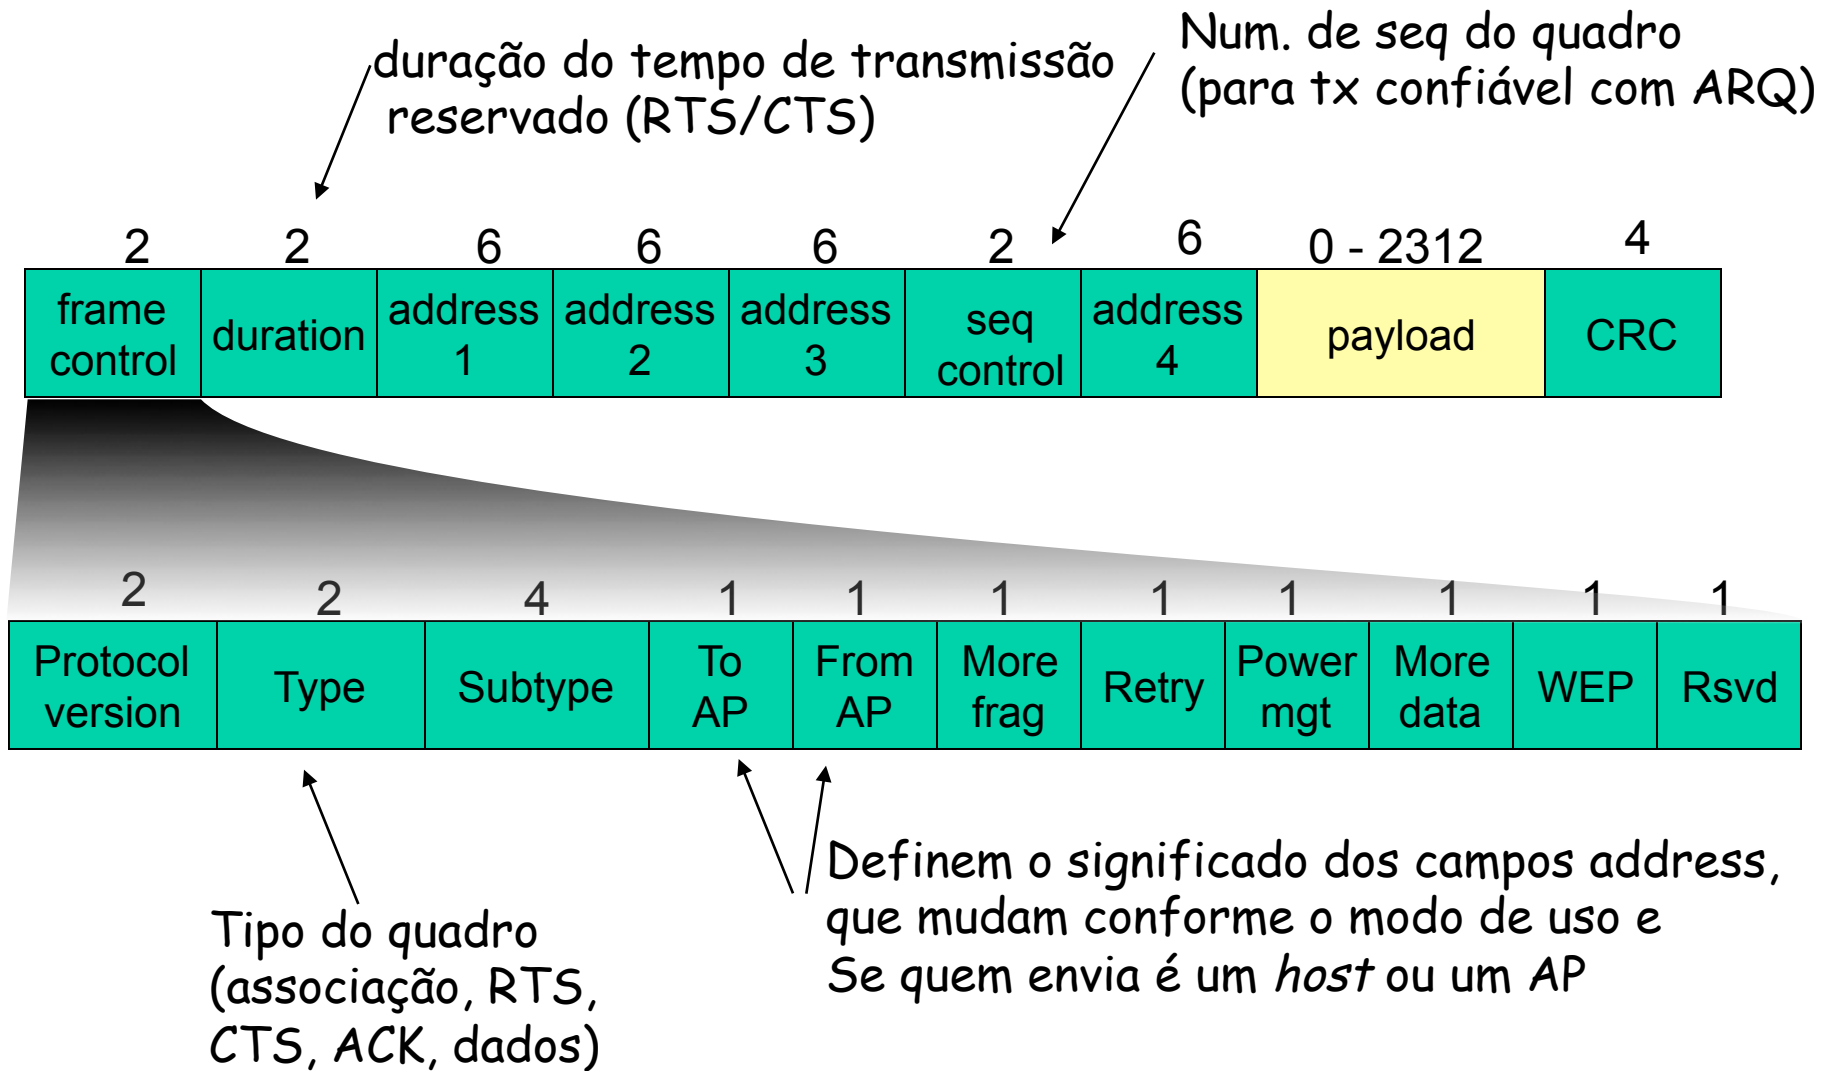 duração do tempo de transmissão
reservado (RTS/CTS)
Num. de seq do quadro
(para tx confiável com ARQ)
2 2 6 6 6 2 6 0 - 2312 4
frame
control
duration
address
1
address
2
address
3
seq
control
address
4
payload
CRC
2 2 4 1 1 1 1 1 1 1 1
Protocol
version
Type
Subtype
To
AP
From
AP
More
frag
Retry
Power
mgt
More
data
WEP
Rsvd
Tipo do quadro
(associação, RTS,
CTS, ACK, dados)
Definem o significado dos campos address,
que mudam conforme o modo de uso e
Se quem envia é um host ou um AP